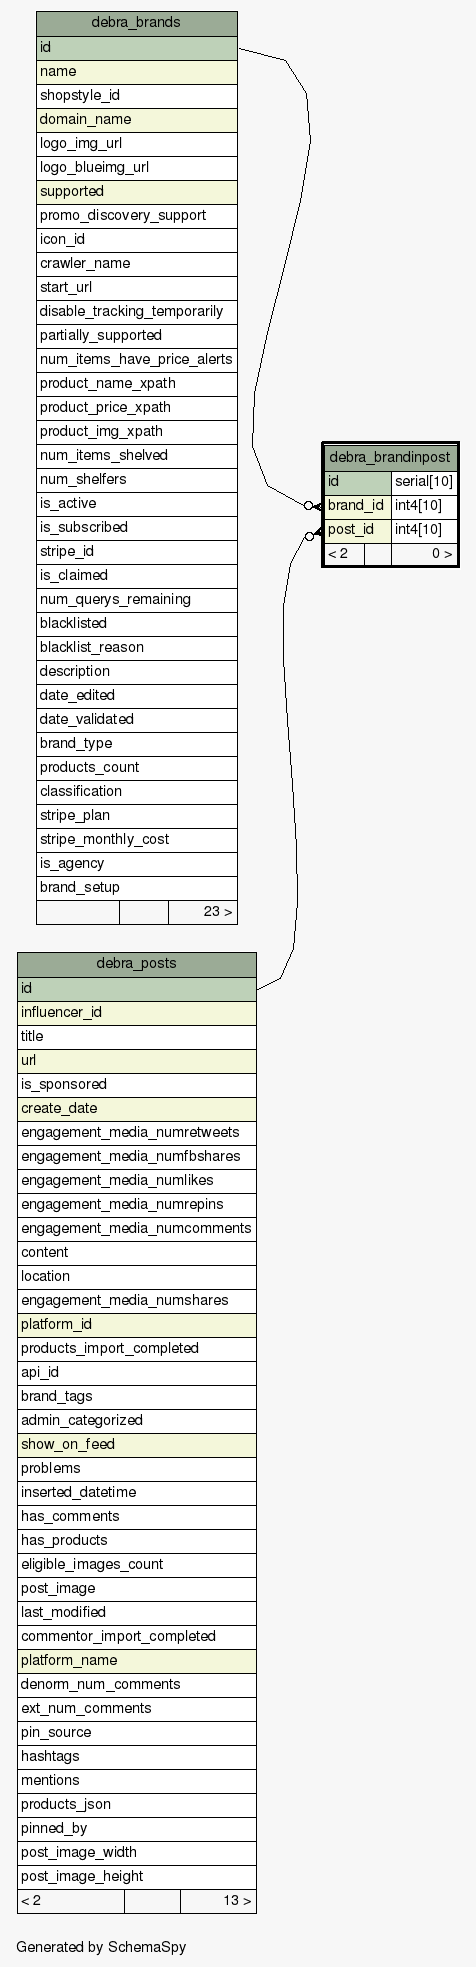 debra_brands
id
name
shopstyle_id
domain_name
logo_img_url
logo_blueimg_url
supported
promo_discovery_support
icon_id
crawler_name
start_url
disable_tracking_temporarily
partially_supported
num_items_have_price_alerts
product_name_xpath
product_price_xpath
product_img_xpath
num_items_shelved
num_shelfers
is_active
is_subscribed
stripe_id
is_claimed
num_querys_remaining
blacklisted
blacklist_reason
description
date_edited
date_validated
brand_type
products_count
classification
stripe_plan
stripe_monthly_cost
is_agency
brand_setup
23 >
debra_brandinpost
id serial[10]
brand_id int4[10]
post_id int4[10]
< 2 0 >
debra_posts
id
influencer_id
title
url
is_sponsored
create_date
engagement_media_numretweets
engagement_media_numfbshares
engagement_media_numlikes
engagement_media_numrepins
engagement_media_numcomments
content
location
engagement_media_numshares
platform_id
products_import_completed
api_id
brand_tags
admin_categorized
show_on_feed
problems
inserted_datetime
has_comments
has_products
eligible_images_count
post_image
last_modified
commentor_import_completed
platform_name
denorm_num_comments
ext_num_comments
pin_source
hashtags
mentions
products_json
pinned_by
post_image_width
post_image_height
< 2 13 >
Generated by SchemaSpy